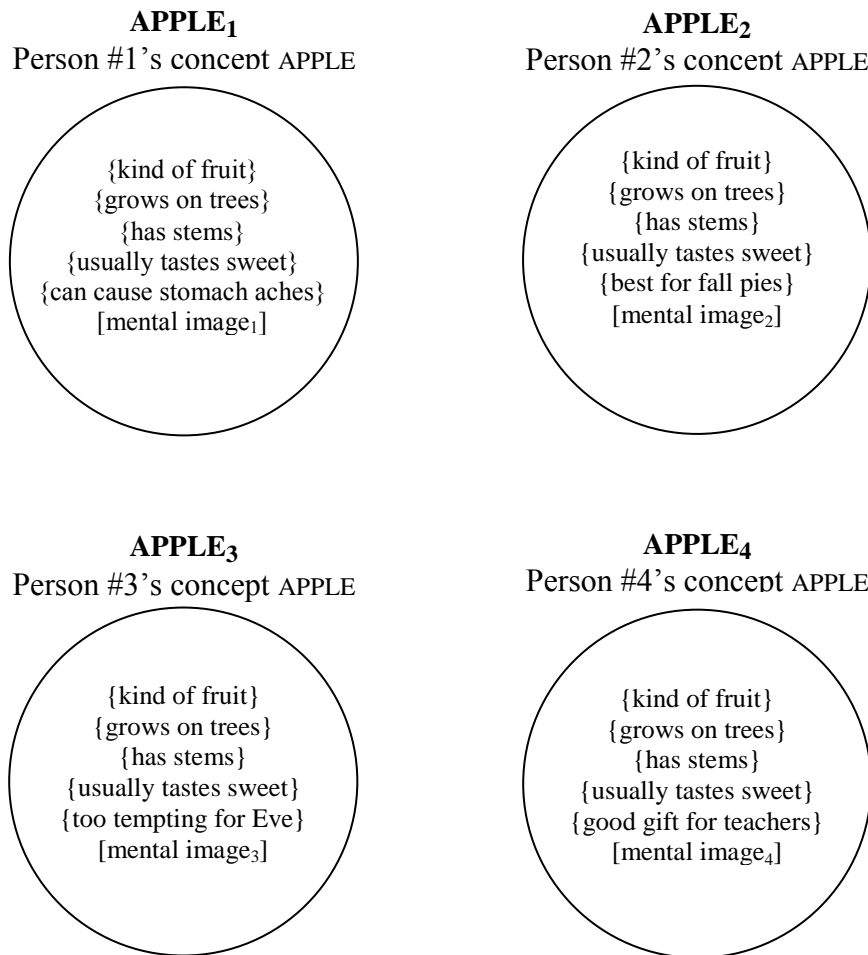 APPLE₁
Person #1’s concept APPLE
{kind of fruit}
{grows on trees}
{has stems}
{usually tastes sweet}
{can cause stomach aches}
[mental image₁]
APPLE₂
Person #2’s concept APPLE
{kind of fruit}
{grows on trees}
{has stems}
{usually tastes sweet}
{best for fall pies}
[mental image₂]
APPLE₃
Person #3’s concept APPLE
{kind of fruit}
{grows on trees}
{has stems}
{usually tastes sweet}
{too tempting for Eve}
[mental image₃]
APPLE₄
Person #4’s concept APPLE
{kind of fruit}
{grows on trees}
{has stems}
{usually tastes sweet}
{good gift for teachers}
[mental image₄]